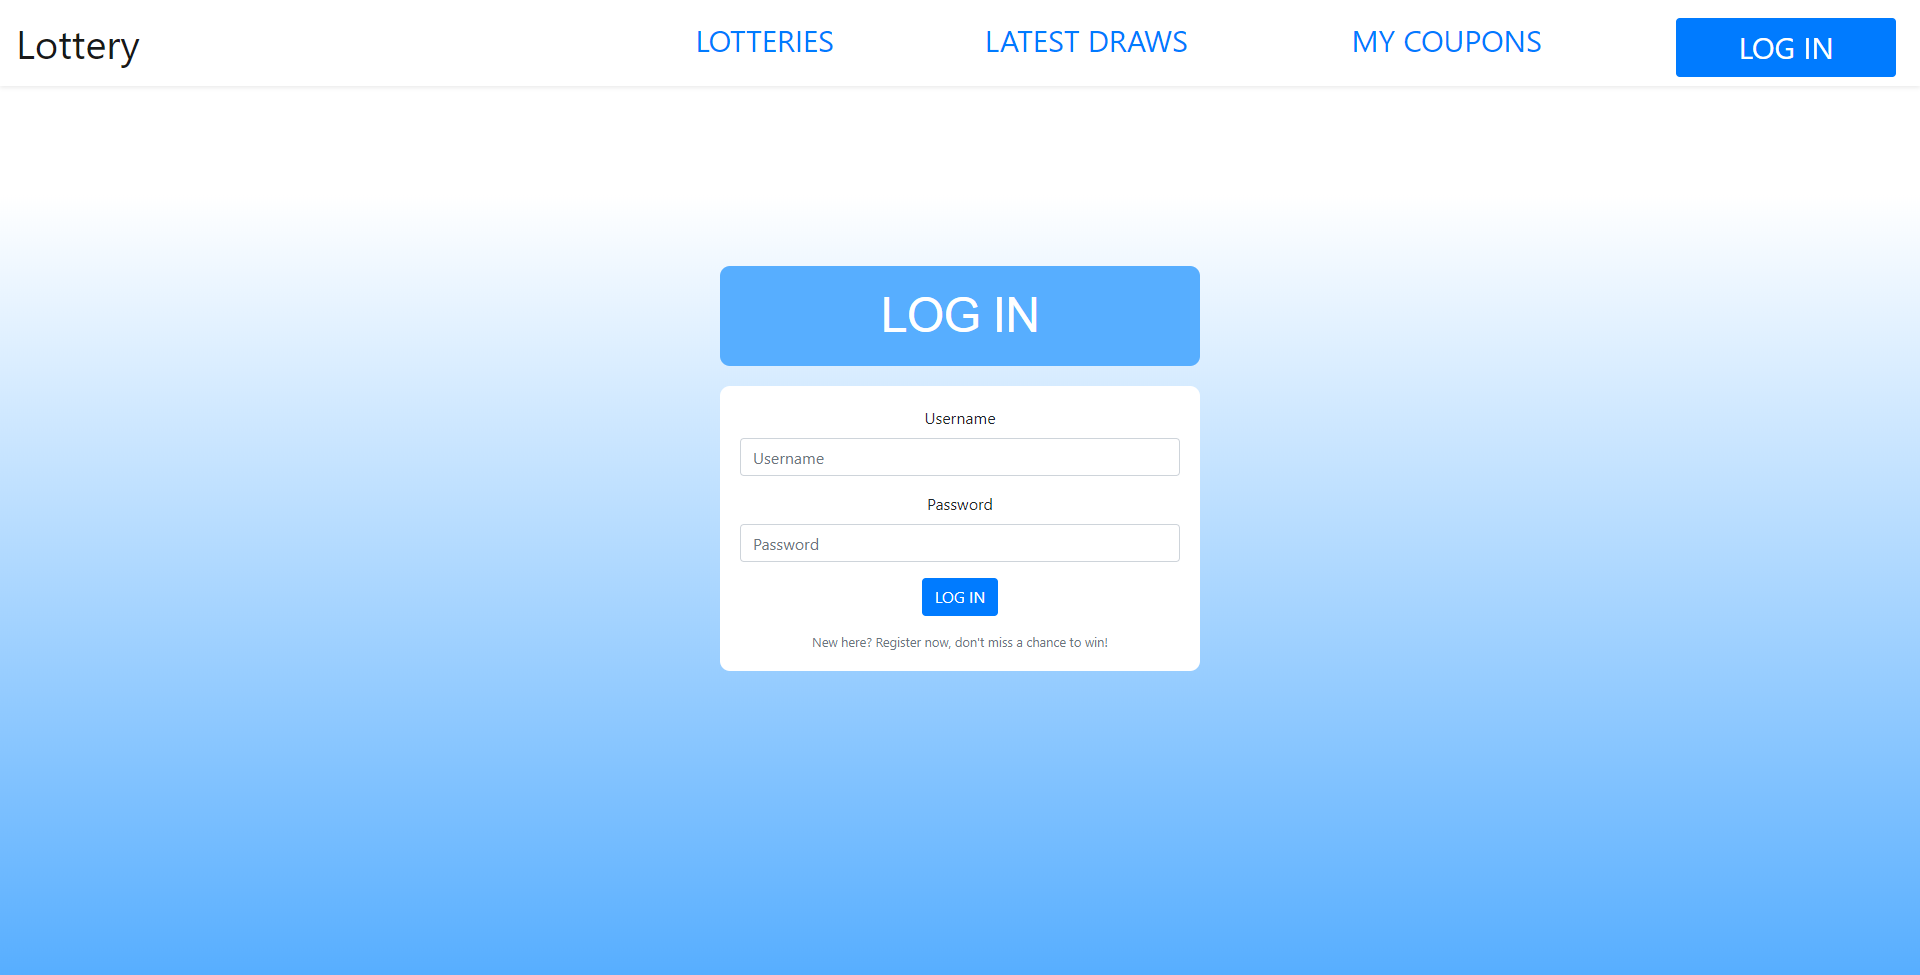 Lottery
LOTTERIES
LATEST DRAWS
MY COUPONS
LOG IN
LOG IN
Username
Username
Password
Password
LOG IN
New here? Register now, don't miss a chance to win!